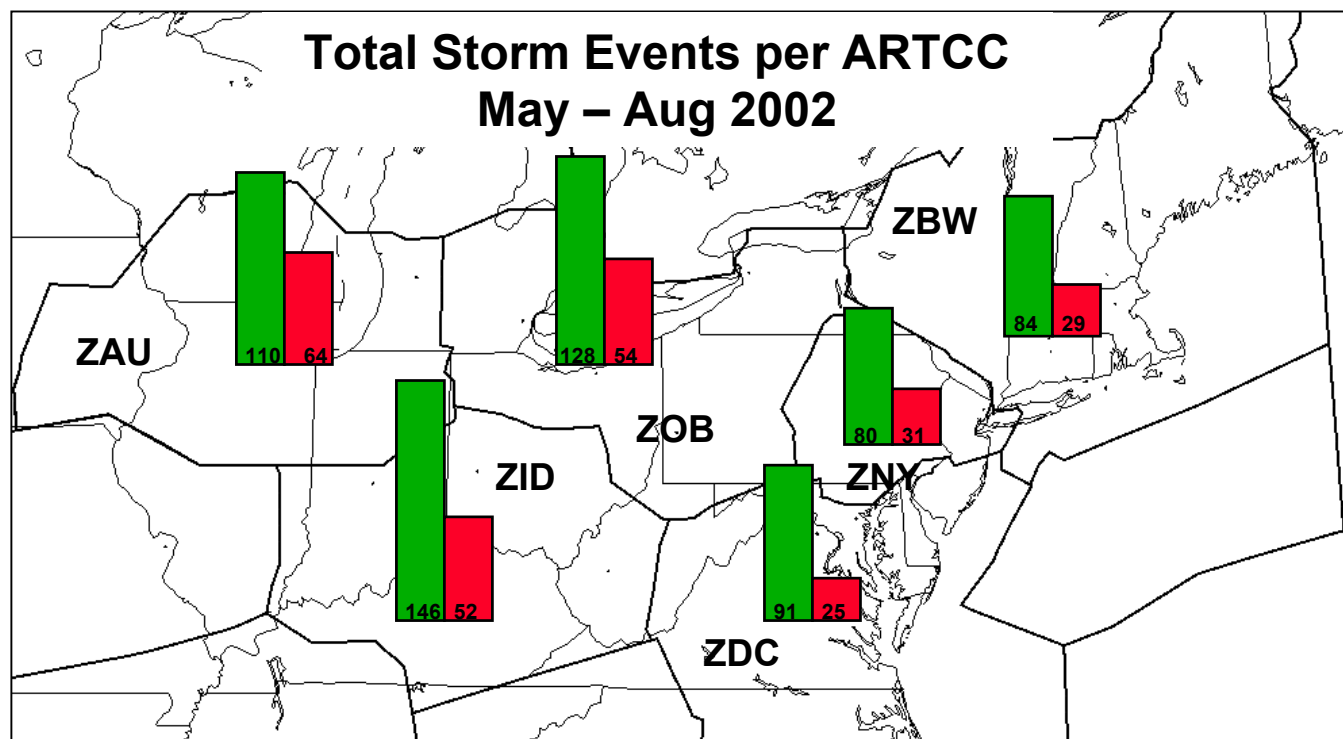 Total Storm Events per ARTCC
May – Aug 2002
ZBW
84 29
ZAU
110 64
128 54
ZOB
80 31
ZNY
ZID
146 52
91 25
ZDC